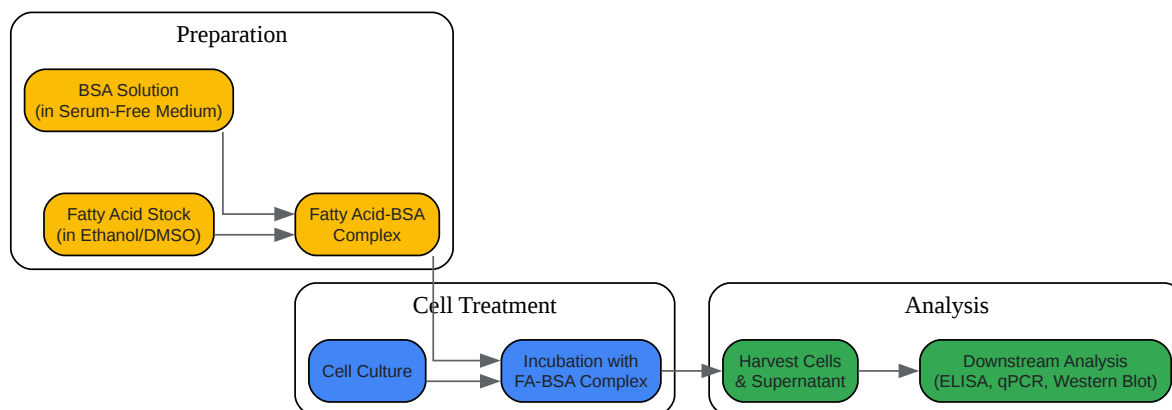 Preparation
BSA Solution
(in Serum-Free Medium)
Fatty Acid Stock
(in Ethanol/DMSO)
Fatty Acid-BSA
Complex
Cell Treatment
Cell Culture
Incubation with
FA-BSA Complex
Analysis
Harvest Cells
& Supernatant
Downstream Analysis
(ELISA, qPCR, Western Blot)